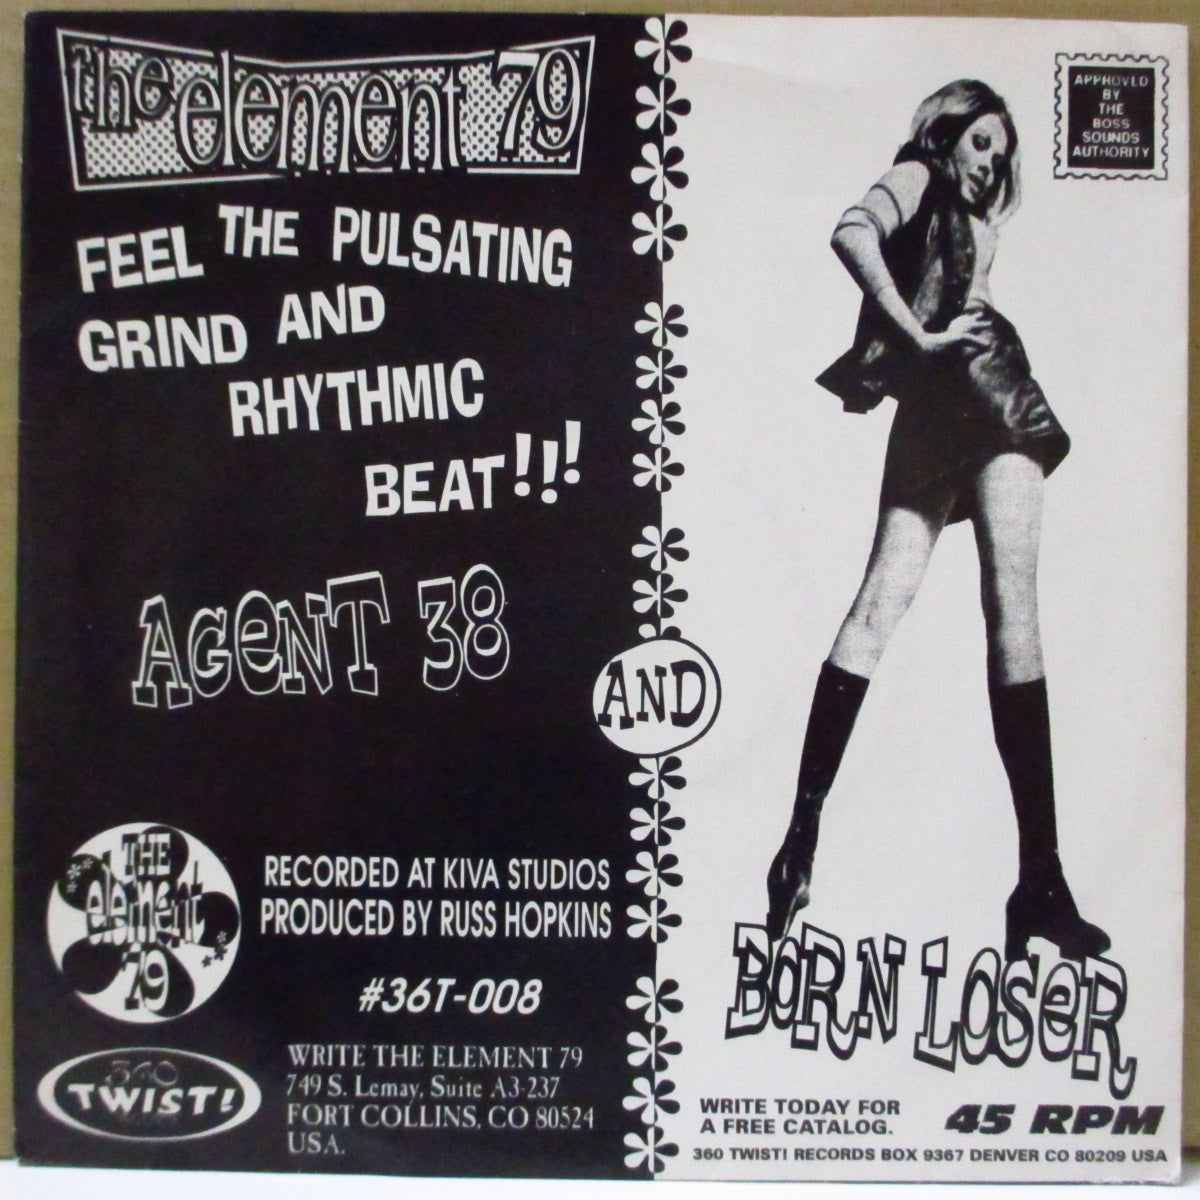 the element 79
FEEL THE PULSATING
GRIND AND
RHYTHMIC
BEAT!!!
AGeNT 38
AND
THE
element
79
RECORDED AT KIVA STUDIOS
PRODUCED BY RUSS HOPKINS
#36T-008
360
TWIST!
WRITE THE ELEMENT 79
749 S. Lemay, Suite A3-237
FORT COLLINS, CO 80524
USA.
APPROVED
BY
THE
BOSS
SOUNDS
AUTHORITY
BoRN LoSeR
WRITE TODAY FOR
A FREE CATALOG.
45 RPM
360 TWIST! RECORDS BOX 9367 DENVER CO 80209 USA